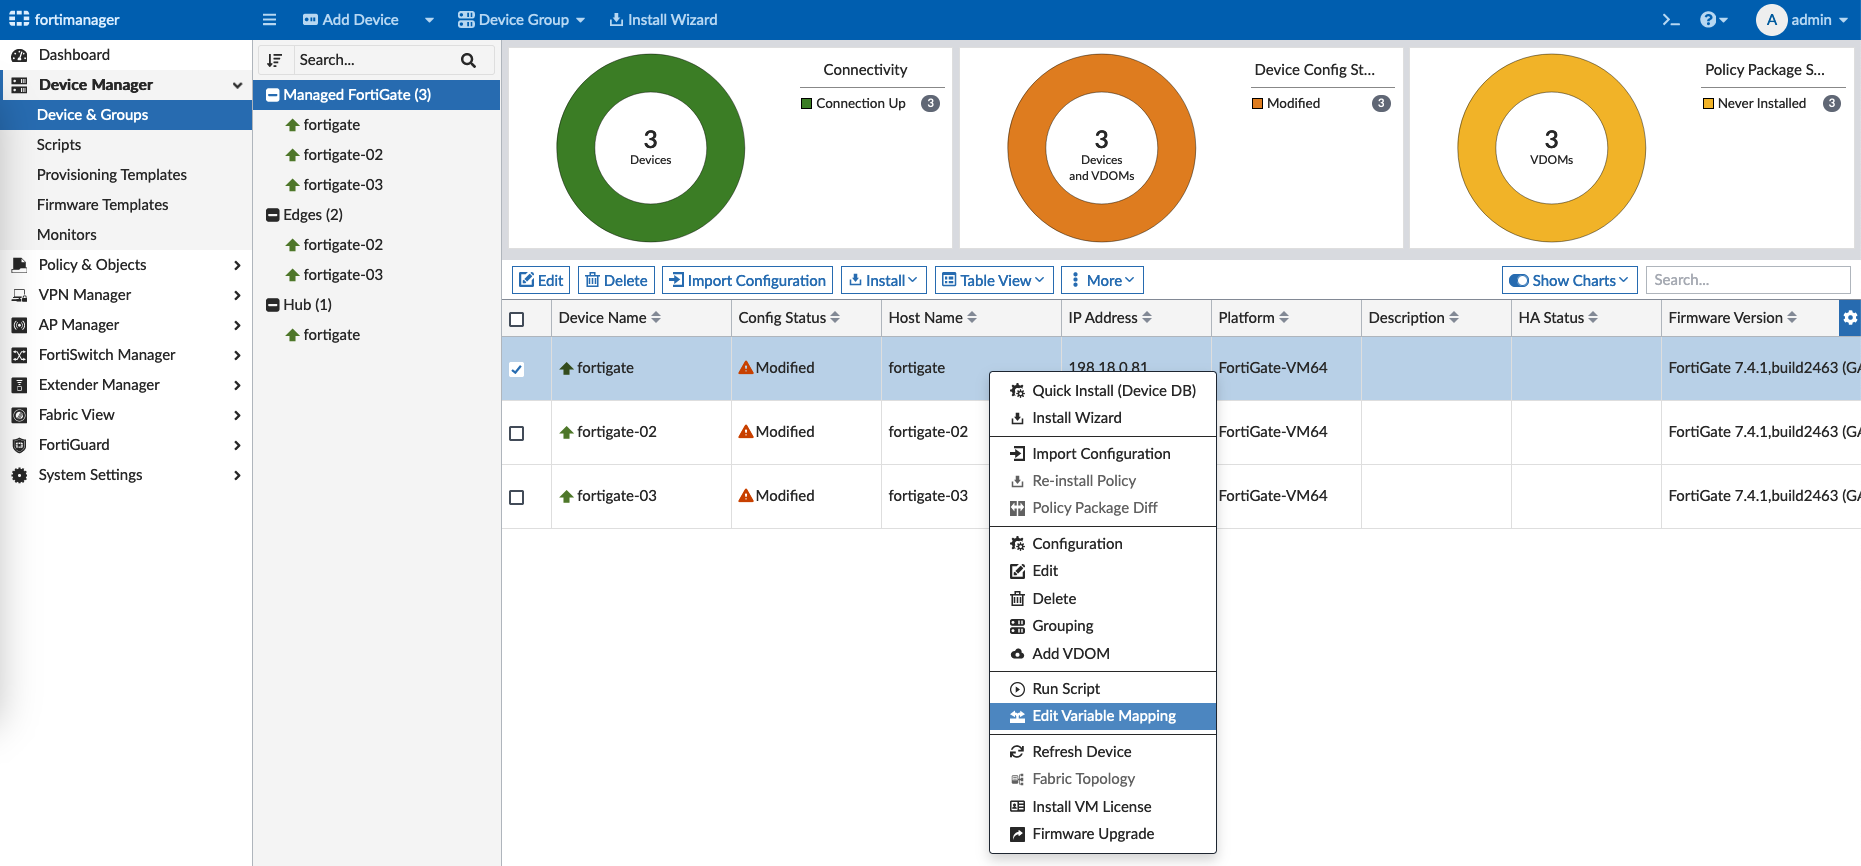 fortimanager
Add Device
Device Group
Install Wizard
A admin
Dashboard
Device Manager
Device & Groups
Scripts
Provisioning Templates
Firmware Templates
Monitors
Policy & Objects
VPN Manager
AP Manager
FortiSwitch Manager
Extender Manager
Fabric View
FortiGuard
System Settings
Search...
Managed FortiGate (3)
fortigate
fortigate-02
fortigate-03
Edges (2)
fortigate-02
fortigate-03
Hub (1)
fortigate
3
Devices
Connectivity
Connection Up 3
3
Devices
and VDOMs
Device Config St...
Modified 3
3
VDOMs
Policy Package S...
Never Installed 3
Edit Delete Import Configuration Install Table View More Show Charts Search...
Device Name Config Status Host Name IP Address Platform Description HA Status Firmware Version
fortigate Modified fortigate 198.18.0.81 FortiGate-VM64 FortiGate 7.4.1,build2463 (GA
fortigate-02 Modified fortigate-02 FortiGate-VM64 FortiGate 7.4.1,build2463 (GA
fortigate-03 Modified fortigate-03 FortiGate-VM64 FortiGate 7.4.1,build2463 (GA
Quick Install (Device DB)
Install Wizard
Import Configuration
Re-install Policy
Policy Package Diff
Configuration
Edit
Delete
Grouping
Add VDOM
Run Script
Edit Variable Mapping
Refresh Device
Fabric Topology
Install VM License
Firmware Upgrade